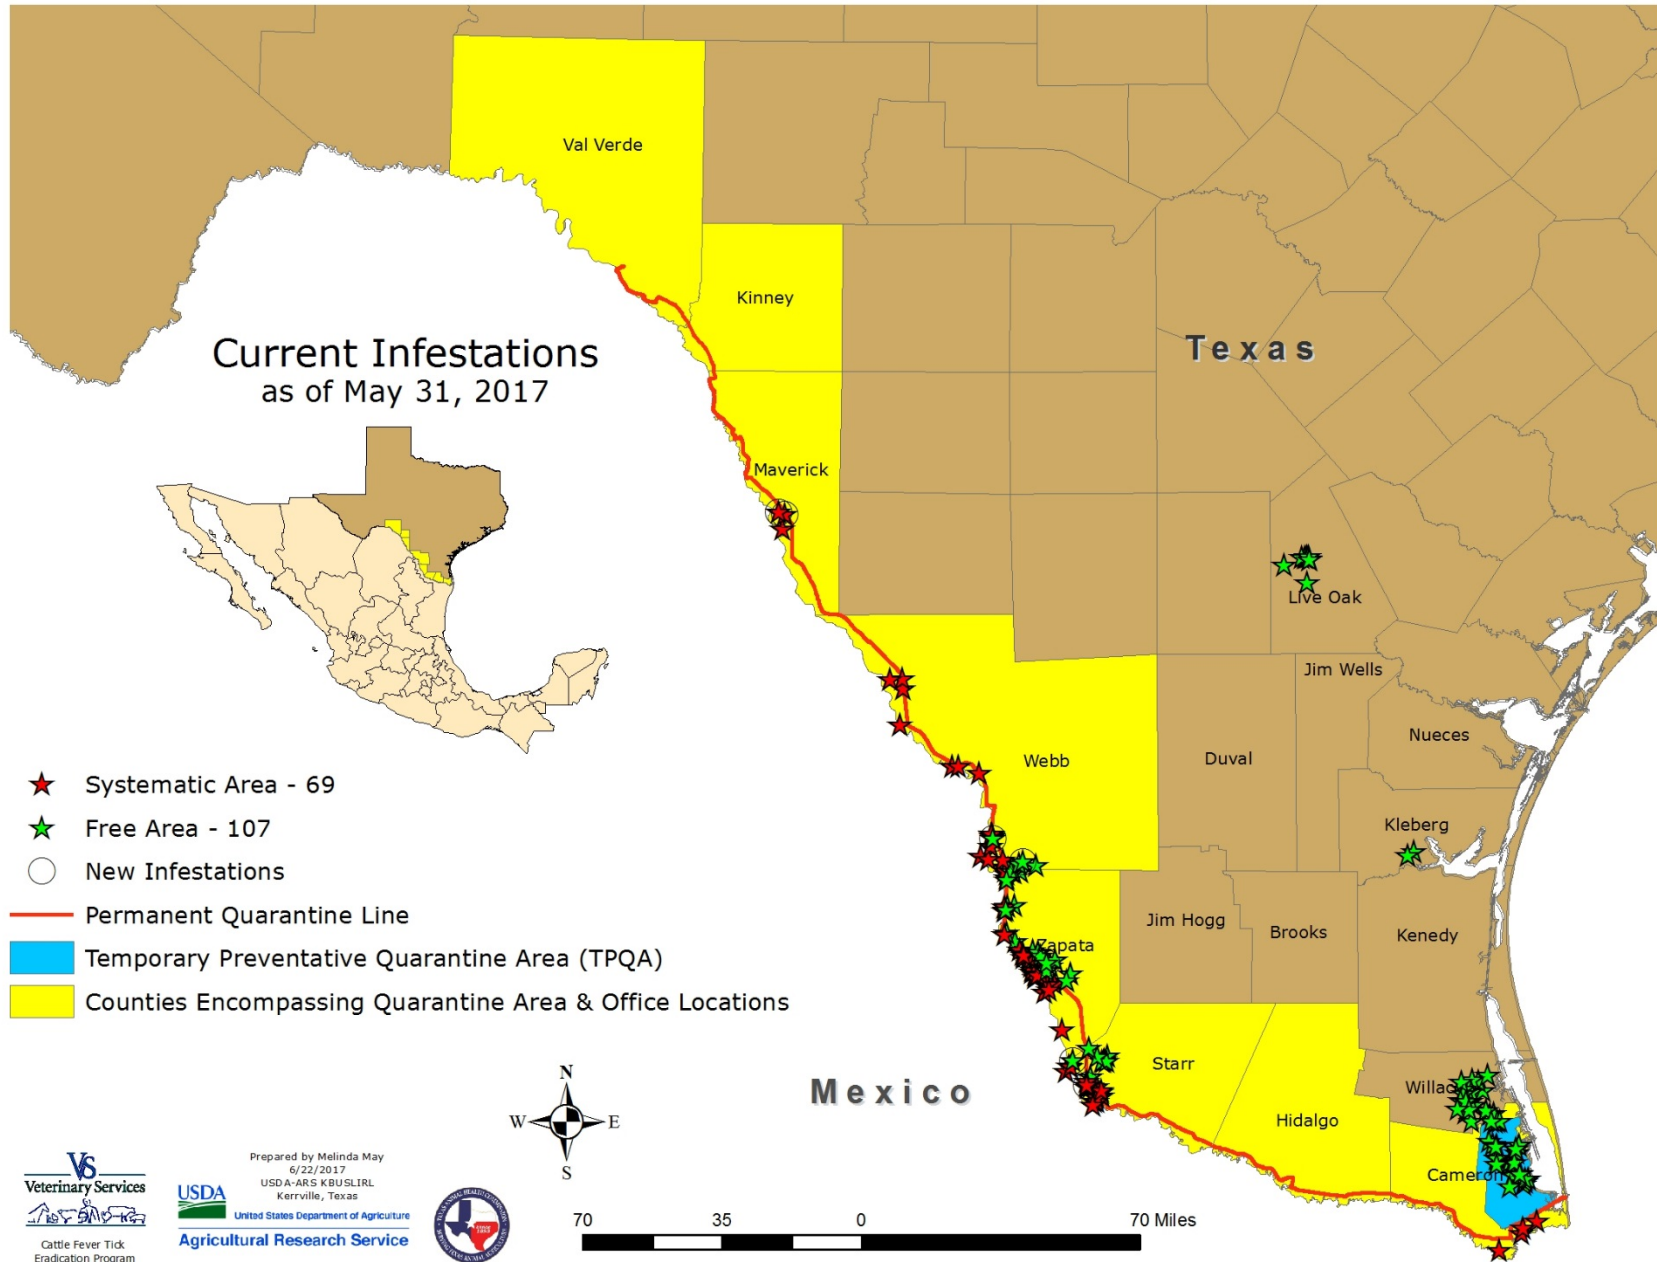 Val Verde
Kinney
Texas
Current Infestations
as of May 31, 2017
Maverick
Live Oak
Jim Wells
Nueces
Webb
Duval
Systematic Area - 69
Free Area - 107
Kleberg
New Infestations
Permanent Quarantine Line
Jim Hogg
Brooks
Kenedy
Zapata
Temporary Preventative Quarantine Area (TPQA)
Counties Encompassing Quarantine Area & Office Locations
Starr
Mexico
Hidalgo
Cameron
N
W
E
S
VS
Veterinary Services
Cattle Fever Tick
Eradication Program
Prepared by Melinda May
6/22/2017
USDA-ARS KBUSLIRL
Kerrville, Texas
USDA
United States Department of Agriculture
Agricultural Research Service
70
35
0
70 Miles